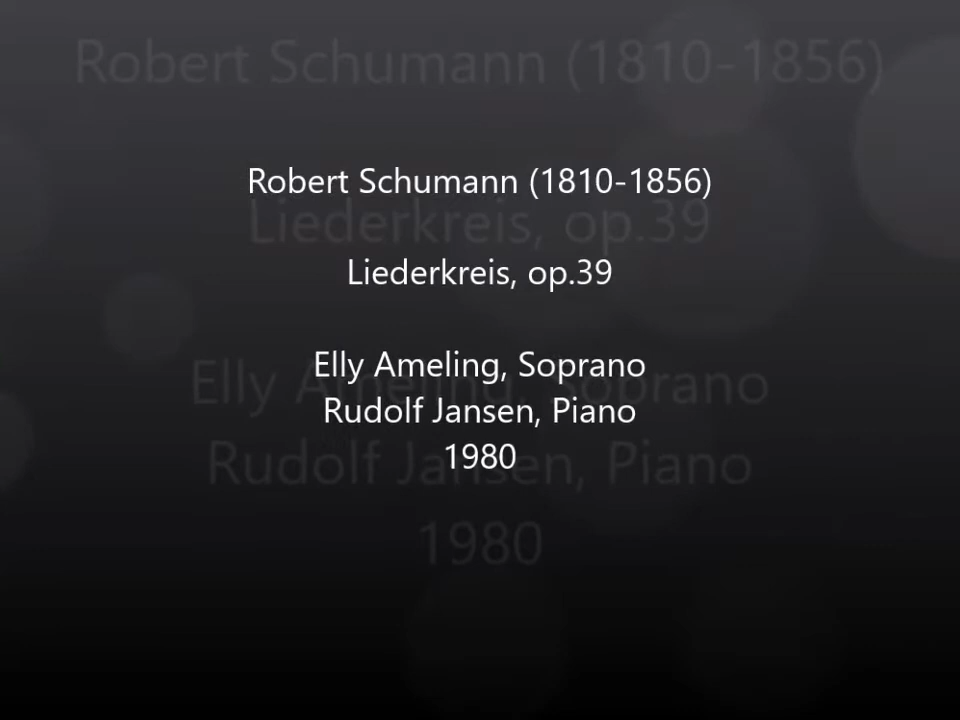 Robert Schumann (1810-1856)
Liederkreis, op.39
Elly Ameling, Soprano
Rudolf Jansen, Piano
1980